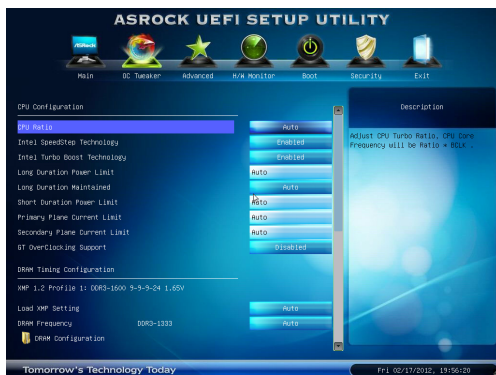 ASROCK UEFI SETUP UTILITY
ASRock
Main OC Tweaker Advanced H/W Monitor Boot Security Exit
CPU Configuration
Description
CPU Ratio Auto
Adjust CPU Turbo Ratio, CPU Core
Frequency will be Ratio * BCLK .
Intel SpeedStep Technology Enabled
Intel Turbo Boost Technology Enabled
Long Duration Power Limit Auto
Long Duration Maintained Auto
Short Duration Power Limit Auto
Primary Plane Current Limit Auto
Secondary Plane Current Limit Auto
GT OverClocking Support Disabled
DRAM Timing Configuration
XMP 1.2 Profile 1: DDR3-1600 9-9-9-24 1.65V
Load XMP Setting Auto
DRAM Frequency DDR3-1333 Auto
DRAM Configuration
Tomorrow's Technology Today Fri 02/17/2012, 19:56:20